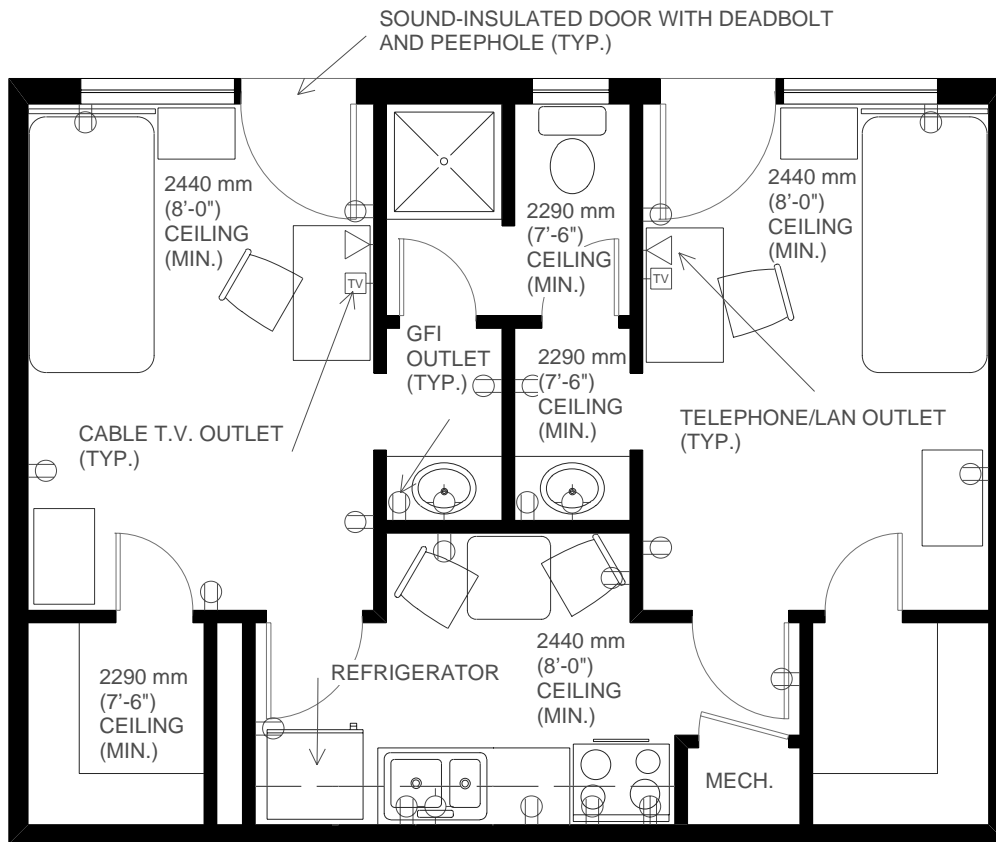 SOUND-INSULATED DOOR WITH DEADBOLT
AND PEEPHOLE (TYP.)
2440 mm
(8'-0")
CEILING
(MIN.)
2290 mm
(7'-6")
CEILING
(MIN.)
2440 mm
(8'-0")
CEILING
(MIN.)
TV
TV
GFI
OUTLET
(TYP.)
2290 mm
(7'-6")
CEILING
(MIN.)
CABLE T.V. OUTLET
(TYP.)
TELEPHONE/LAN OUTLET
(TYP.)
2290 mm
(7'-6")
CEILING
(MIN.)
REFRIGERATOR
2440 mm
(8'-0")
CEILING
(MIN.)
MECH.